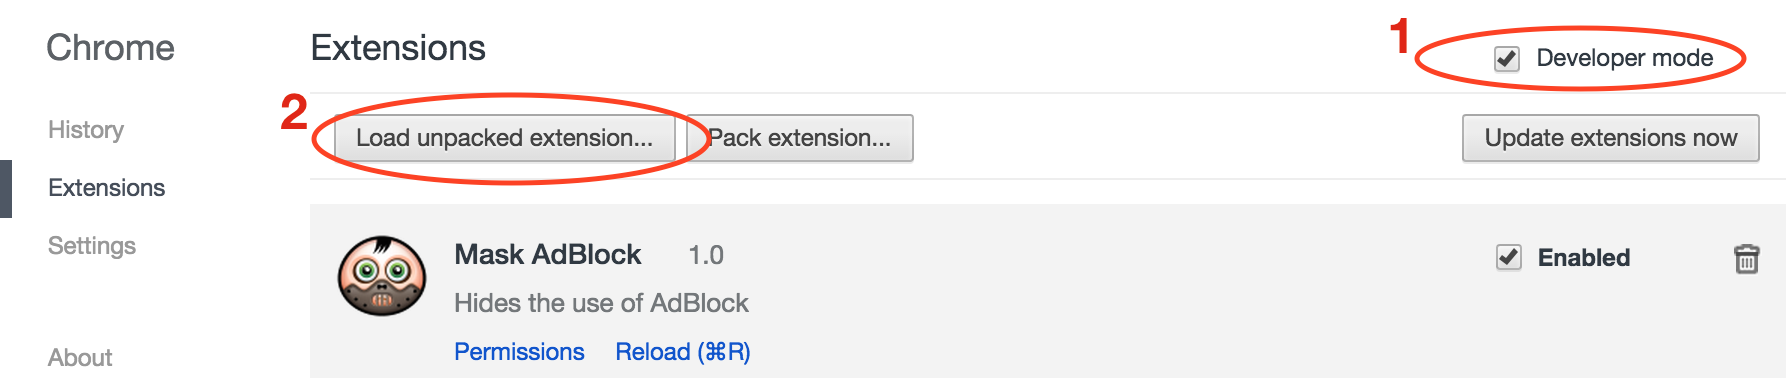 Chrome
History
Extensions
Settings
About
Extensions
1
Developer mode
2
Load unpacked extension...
Pack extension...
Update extensions now
Mask AdBlock 1.0
Enabled
Hides the use of AdBlock
Permissions Reload (⌘R)